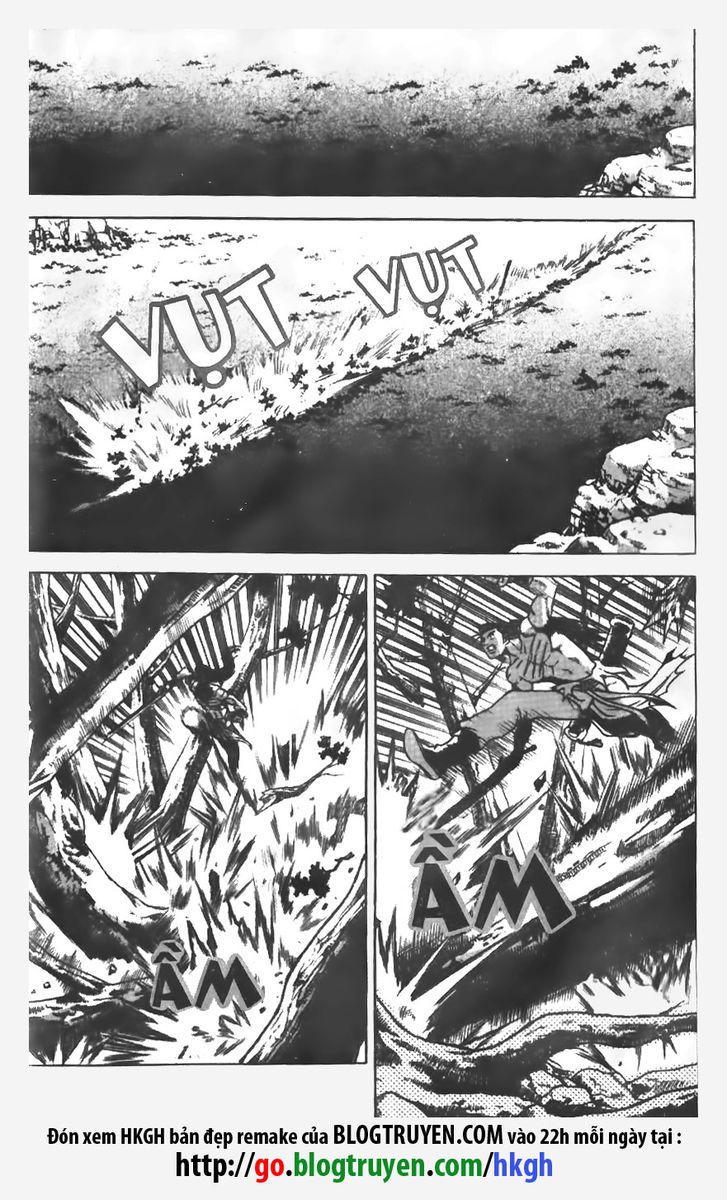 VỤT
VỤT
ẦM
ẦM
Đón xem HKGH bản đẹp remake của BLOGTRUYEN.COM vào 22h mỗi ngày tại :
http://go.blogtruyen.com/hkgh